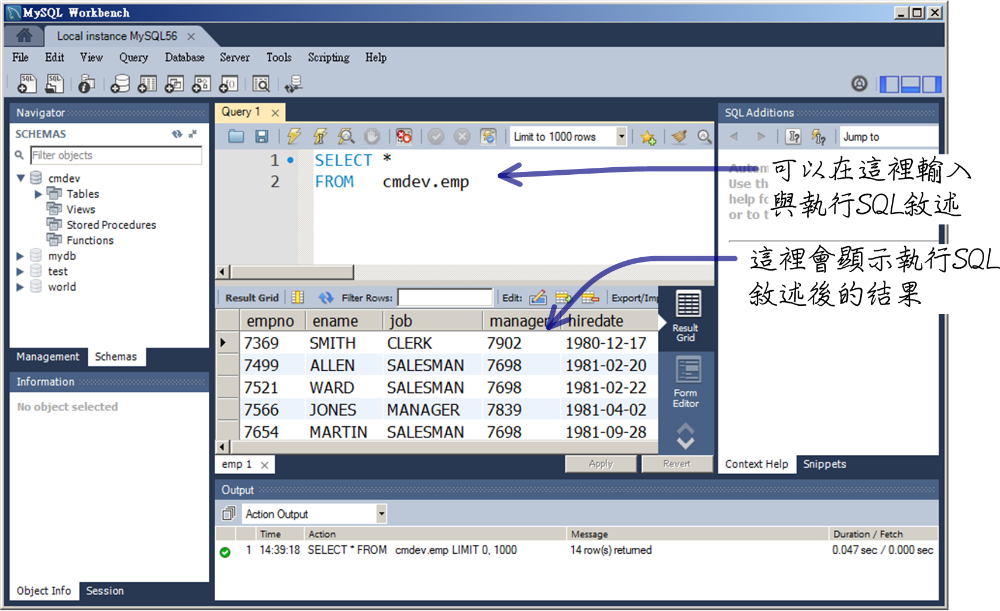 MySQL Workbench
Local instance MySQL56
File Edit View Query Database Server Tools Scripting Help
Navigator
SCHEMAS
Filter objects
cmdev
Tables
Views
Stored Procedures
Functions
mydb
test
world
Management Schemas
Information
No object selected
Object Info Session
Query 1
Limit to 1000 rows
1 SELECT *
2 FROM cmdev.emp
Result Grid Filter Rows: Edit: Export/Im
empno ename job manager hiredate
7369 SMITH CLERK 7902 1980-12-17
7499 ALLEN SALESMAN 7698 1981-02-20
7521 WARD SALESMAN 7698 1981-02-22
7566 JONES MANAGER 7839 1981-04-02
7654 MARTIN SALESMAN 7698 1981-09-28
Result
Grid
Form
Editor
emp 1
Apply Revert
SQL Additions
Jump to
Autom
Use th
help fo
or to t
可以在這裡輸入
與執行SQL敘述
這裡會顯示執行SQL
敘述後的结果
Context Help Snippets
Output
Action Output
Time Action Message Duration / Fetch
1 14:39:18 SELECT * FROM cmdev.emp LIMIT 0, 1000 14 row(s) returned 0.047 sec / 0.000 sec